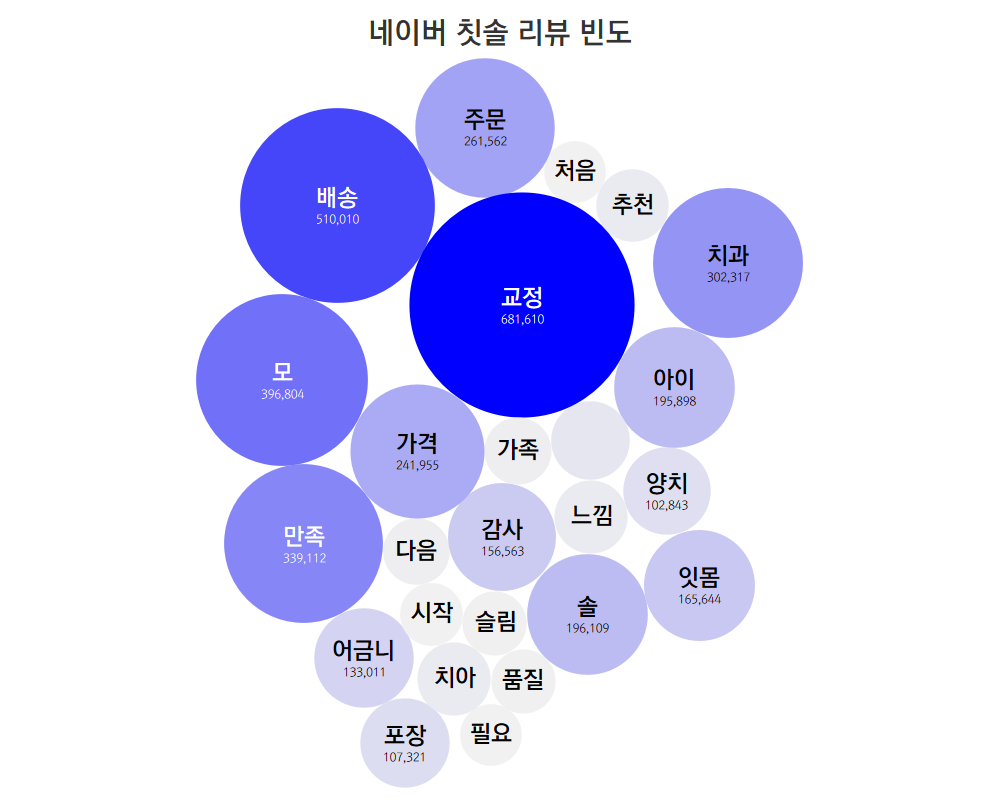 네이버 칫솔 리뷰 빈도
주문
261,562
처음
추천
배송
510,010
치과
302,317
교정
681,610
모
396,804
아이
195,898
가격
241,955
가족
양치
102,843
느낌
만족
339,112
감사
156,563
다음
잇몸
165,644
솔
196,109
시작
슬림
어금니
133,011
치아
품질
포장
107,321
필요